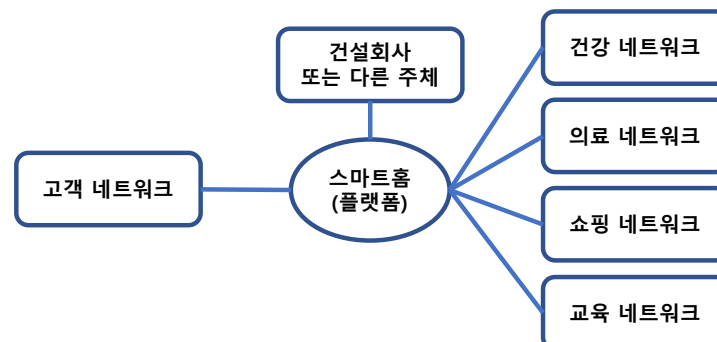 건설회사
또는 다른 주체
고객 네트워크
스마트홈
(플랫폼)
건강 네트워크
의료 네트워크
쇼핑 네트워크
교육 네트워크